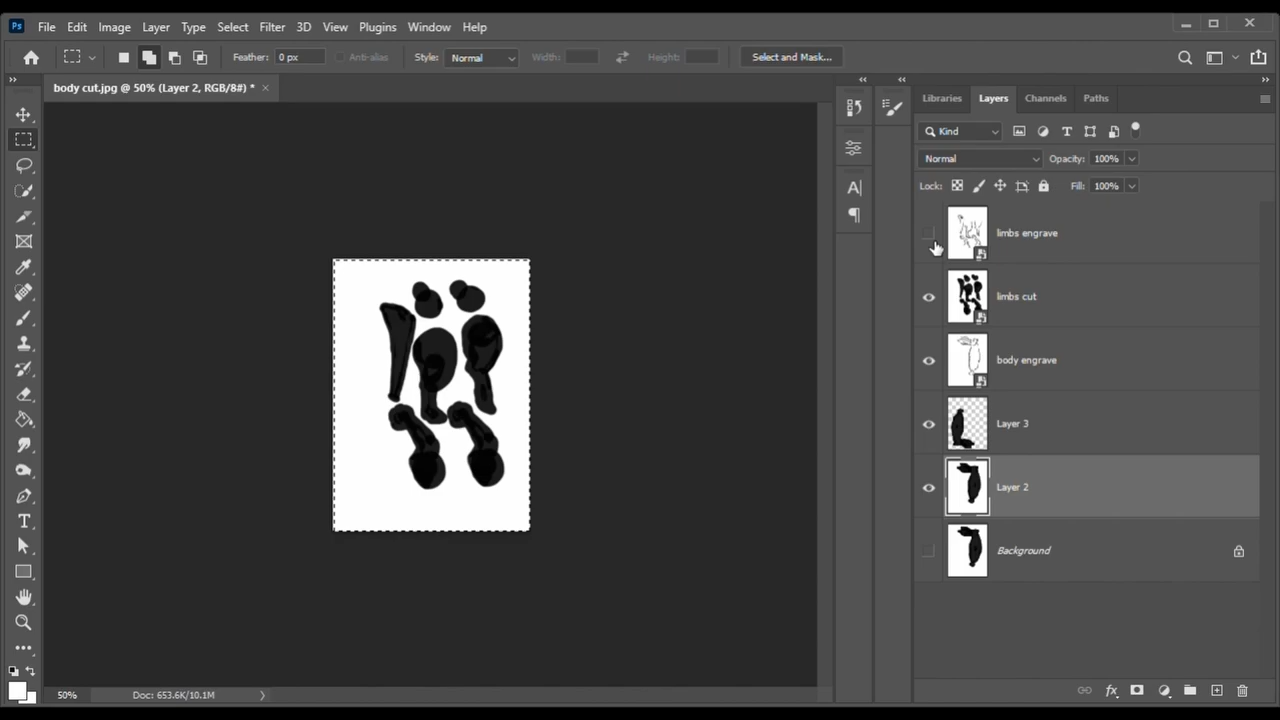 Ps File Edit Image Layer Type Select Filter 3D View Plugins Window Help
Feather: 0 px Anti-alias Style: Normal Width: Height: Select and Mask...
body cut.jpg @ 50% (Layer 2, RGB/8#) * ×
Libraries Layers Channels Paths
Kind
Normal Opacity: 100%
Lock: Fill: 100%
limbs engrave
limbs cut
body engrave
Layer 3
Layer 2
Background
50% Doc: 653.6K/10.1M